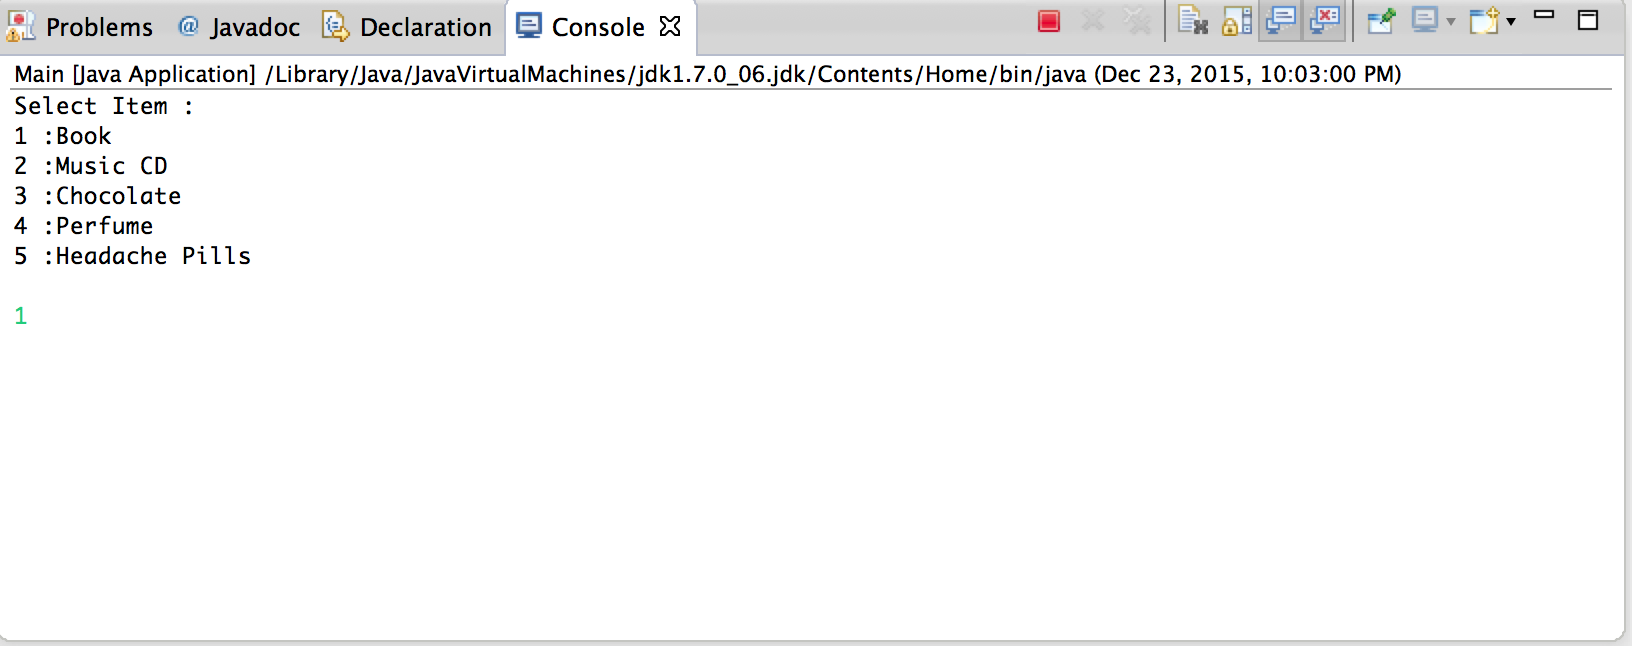 Problems @ Javadoc Declaration Console
Main [Java Application] /Library/Java/JavaVirtualMachines/jdk1.7.0_06.jdk/Contents/Home/bin/java (Dec 23, 2015, 10:03:00 PM)
Select Item :
1 :Book
2 :Music CD
3 :Chocolate
4 :Perfume
5 :Headache Pills
1